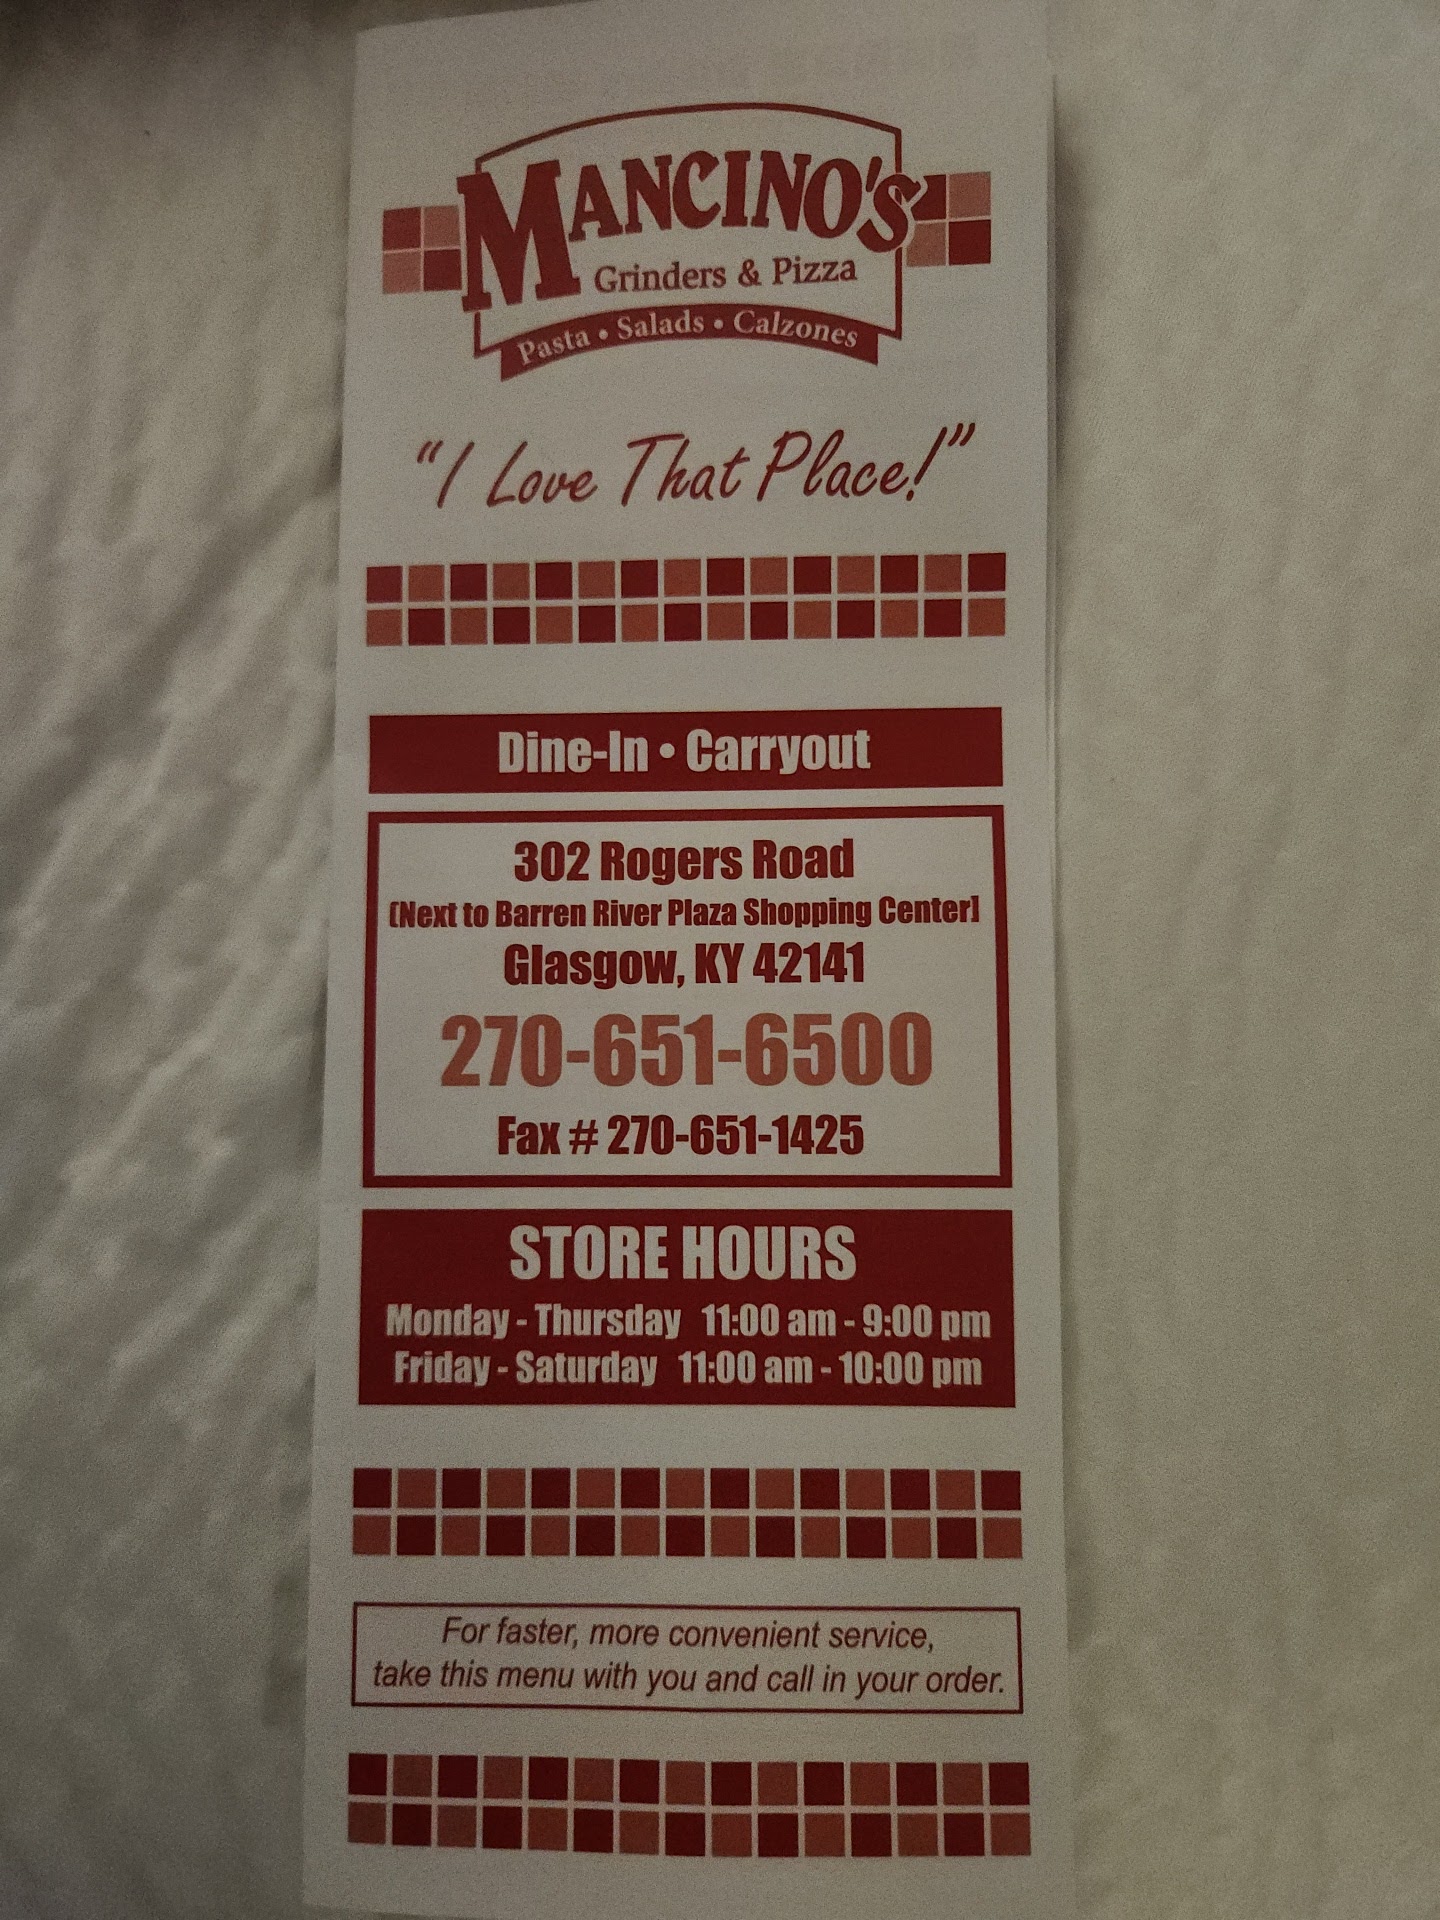 MANCINO'S
Grinders & Pizza
Pasta • Salads • Calzones
"I Love That Place!"
Dine-In • Carryout
302 Rogers Road
(Next to Barren River Plaza Shopping Center)
Glasgow, KY 42141
270-651-6500
Fax # 270-651-1425
STORE HOURS
Monday - Thursday 11:00 am - 9:00 pm
Friday - Saturday 11:00 am - 10:00 pm
For faster, more convenient service,
take this menu with you and call in your order.